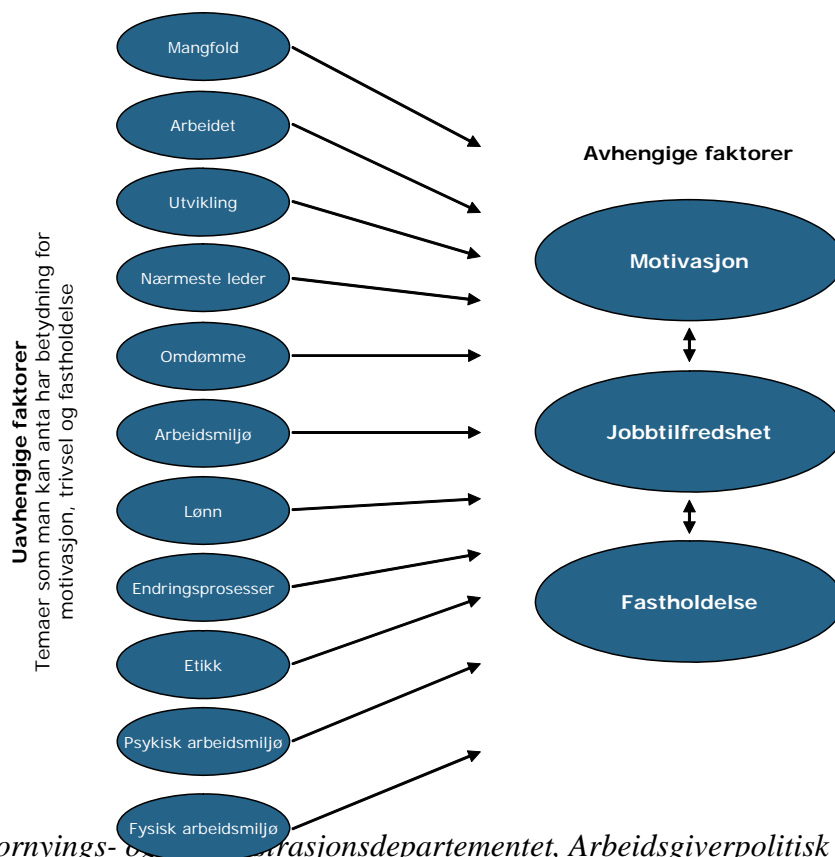 Mangfold
Arbeidet
Utvikling
Nærmeste leder
Omdømme
Arbeidsmiljø
Lønn
Endringsprosesser
Etikk
Psykisk arbeidsmiljø
Fysisk arbeidsmiljø
Uavhengige faktorer
Temaer som man kan anta har betydning for
motivasjon, trivsel og fastholdelse
Avhengige faktorer
Motivasjon
Jobbtilfredshet
Fastholdelse
ornyings- strasjonsdepartementet, Arbeidsgiverpolitisk